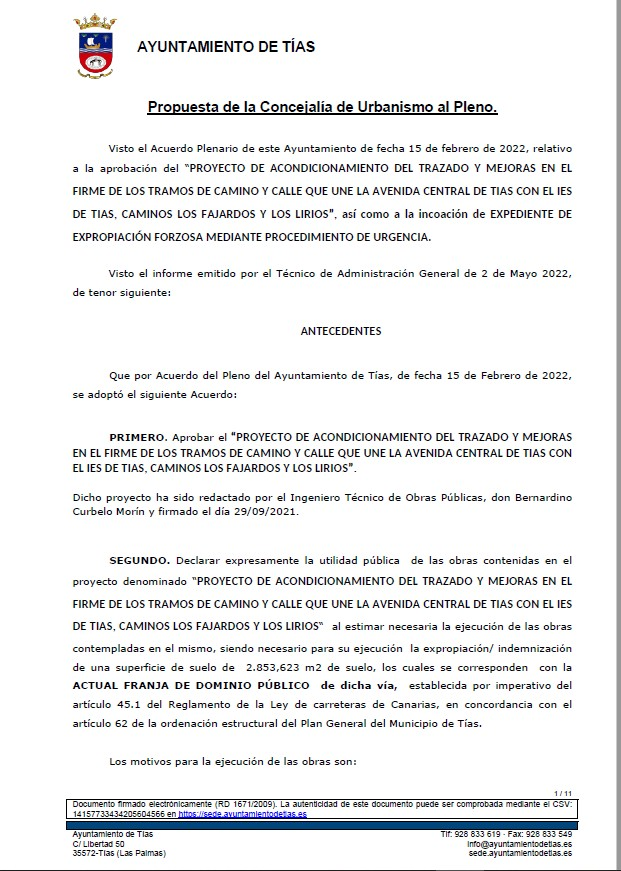 AYUNTAMIENTO DE TÍAS
Propuesta de la Concejalía de Urbanismo al Pleno.
Visto el Acuerdo Plenario de este Ayuntamiento de fecha 15 de febrero de 2022, relativo
a la aprobación del "PROYECTO DE ACONDICIONAMIENTO DEL TRAZADO Y MEJORAS EN EL
FIRME DE LOS TRAMOS DE CAMINO Y CALLE QUE UNE LA AVENIDA CENTRAL DE TIAS CON EL IES
DE TIAS, CAMINOS LOS FAJARDOS Y LOS LIRIOS", así como a la incoación de EXPEDIENTE DE
EXPROPIACIÓN FORZOSA MEDIANTE PROCEDIMIENTO DE URGENCIA.
Visto el informe emitido por el Técnico de Administración General de 2 de Mayo 2022,
de tenor siguiente:
ANTECEDENTES
Que por Acuerdo del Pleno del Ayuntamiento de Tías, de fecha 15 de Febrero de 2022,
se adoptó el siguiente Acuerdo:
PRIMERO. Aprobar el "PROYECTO DE ACONDICIONAMIENTO DEL TRAZADO Y MEJORAS
EN EL FIRME DE LOS TRAMOS DE CAMINO Y CALLE QUE UNE LA AVENIDA CENTRAL DE TIAS CON
EL IES DE TIAS, CAMINOS LOS FAJARDOS Y LOS LIRIOS".
Dicho proyecto ha sido redactado por el Ingeniero Técnico de Obras Públicas, don Bernardino
Curbelo Morín y firmado el día 29/09/2021.
SEGUNDO. Declarar expresamente la utilidad pública de las obras contenidas en el
proyecto denominado "PROYECTO DE ACONDICIONAMIENTO DEL TRAZADO Y MEJORAS EN EL
FIRME DE LOS TRAMOS DE CAMINO Y CALLE QUE UNE LA AVENIDA CENTRAL DE TIAS CON EL IES
DE TIAS, CAMINOS LOS FAJARDOS Y LOS LIRIOS" al estimar necesaria la ejecución de las obras
contempladas en el mismo, siendo necesario para su ejecución la expropiación/ indemnización
de una superficie de suelo de 2.853,623 m2 de suelo, los cuales se corresponden con la
ACTUAL FRANJA DE DOMINIO PÚBLICO de dicha vía, establecida por imperativo del
artículo 45.1 del Reglamento de la Ley de carreteras de Canarias, en concordancia con el
artículo 62 de la ordenación estructural del Plan General del Municipio de Tías.
Los motivos para la ejecución de las obras son:
1 / 11
Documento firmado electrónicamente (RD 1671/2009). La autenticidad de este documento puede ser comprobada mediante el CSV:
14157733434205604566 en https://sede.ayuntamientodetias.es
Ayuntamiento de Tías
C/ Libertad 50
35572-Tías (Las Palmas)
Tlf: 928 833 619 - Fax: 928 833 549
info@ayuntamientodetias.es
sede.ayuntamientodetias.es